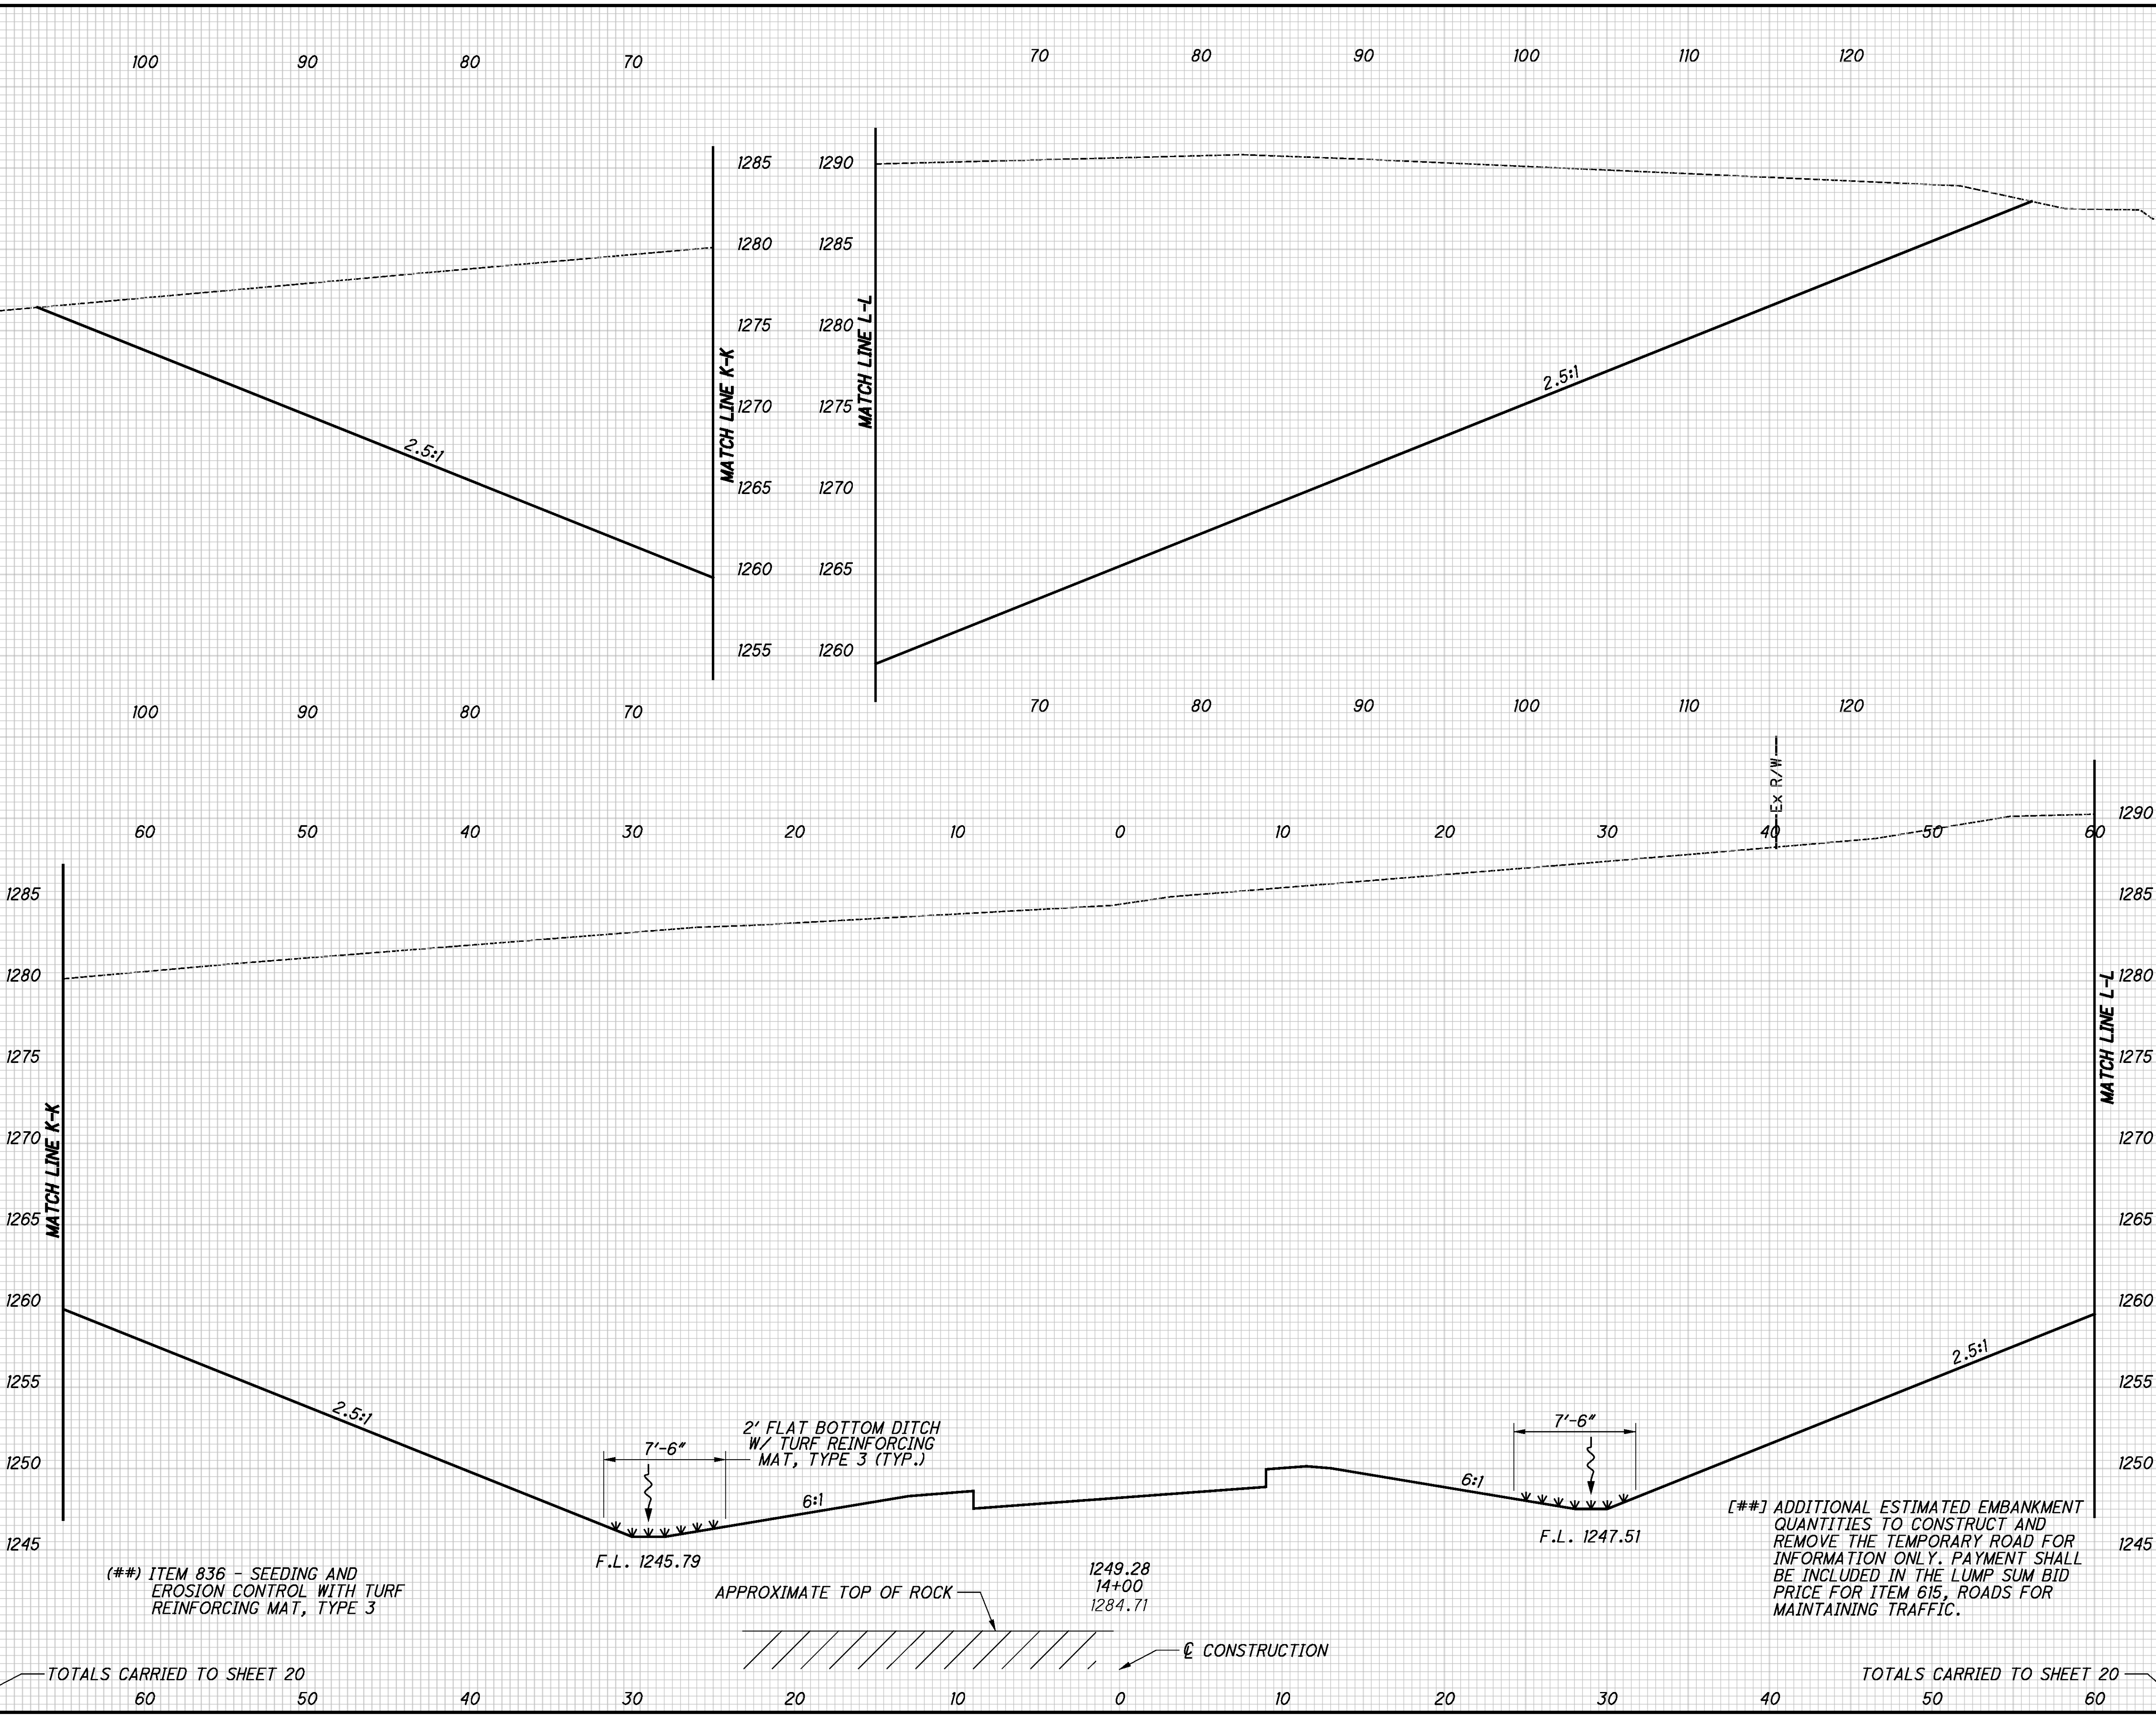 100 90 80 70 70 80 90 100 110 120
1285 1290
1280 1285
1275 1280
1270 1275
1265 1270
1260 1265
1255 1260
MATCH LINE K-K
MATCH LINE L-L
2.5:1
2.5:1
100 90 80 70 70 80 90 100 110 120
Ex R/W
60 50 40 30 20 10 0 10 20 30 40 50 60
1290
1285 1285
1280 1280
1275 1275
1270 1270
1265 1265
1260 1260
1255 1255
1250 1250
1245 1245
MATCH LINE K-K
MATCH LINE L-L
2.5:1
2.5:1
7'-6"
2' FLAT BOTTOM DITCH
W/ TURF REINFORCING
MAT, TYPE 3 (TYP.)
7'-6"
6:1
6:1
F.L. 1245.79
F.L. 1247.51
(##) ITEM 836 - SEEDING AND
EROSION CONTROL WITH TURF
REINFORCING MAT, TYPE 3
APPROXIMATE TOP OF ROCK
1249.28
14+00
1284.71
℄ CONSTRUCTION
[##] ADDITIONAL ESTIMATED EMBANKMENT
QUANTITIES TO CONSTRUCT AND
REMOVE THE TEMPORARY ROAD FOR
INFORMATION ONLY. PAYMENT SHALL
BE INCLUDED IN THE LUMP SUM BID
PRICE FOR ITEM 615, ROADS FOR
MAINTAINING TRAFFIC.
TOTALS CARRIED TO SHEET 20
TOTALS CARRIED TO SHEET 20
60 50 40 30 20 10 0 10 20 30 40 50 60